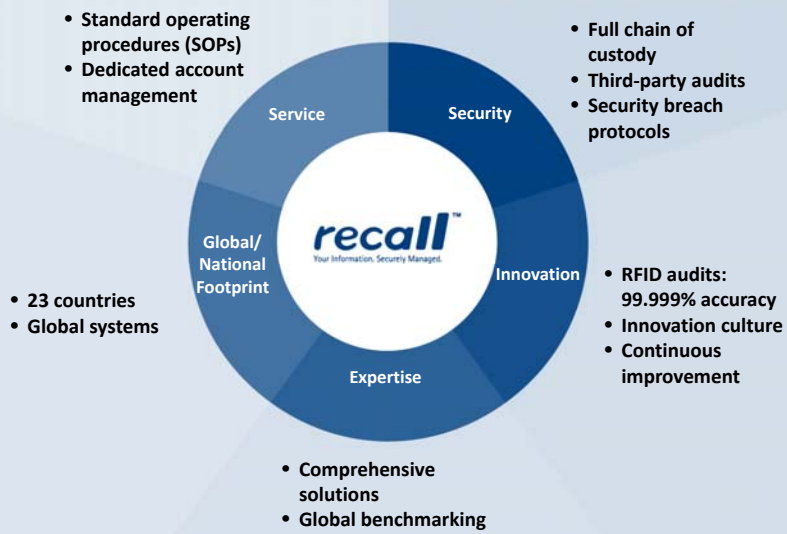 • Standard operating
procedures (SOPs)
• Dedicated account
management
• Full chain of
custody
• Third-party audits
• Security breach
protocols
Service
Security
recall™
Your Information. Securely Managed.
Global/
National
Footprint
Innovation
• 23 countries
• Global systems
• RFID audits:
99.999% accuracy
• Innovation culture
• Continuous
improvement
Expertise
• Comprehensive
solutions
• Global benchmarking